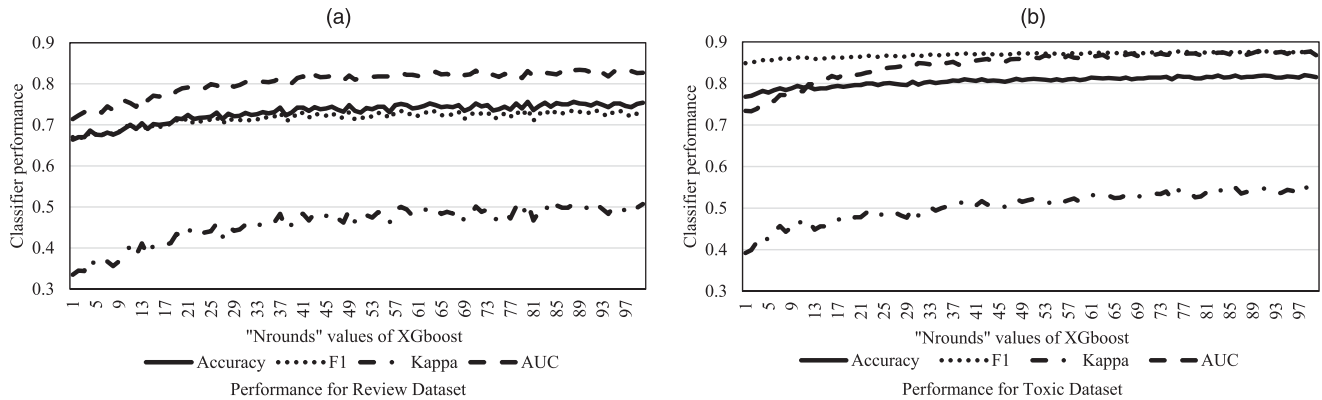 (a)
0.9
0.8
0.7
0.6
0.5
0.4
0.3
Classifier performance
1 5 9 13 17 21 25 29 33 37 41 45 49 53 57 61 65 69 73 77 81 85 89 93 97
"Nrounds" values of XGboost
Accuracy F1 Kappa AUC
Performance for Review Dataset
(b)
0.9
0.8
0.7
0.6
0.5
0.4
0.3
Classifier performance
1 5 9 13 17 21 25 29 33 37 41 45 49 53 57 61 65 69 73 77 81 85 89 93 97
"Nrounds" values of XGboost
Accuracy F1 Kappa AUC
Performance for Toxic Dataset